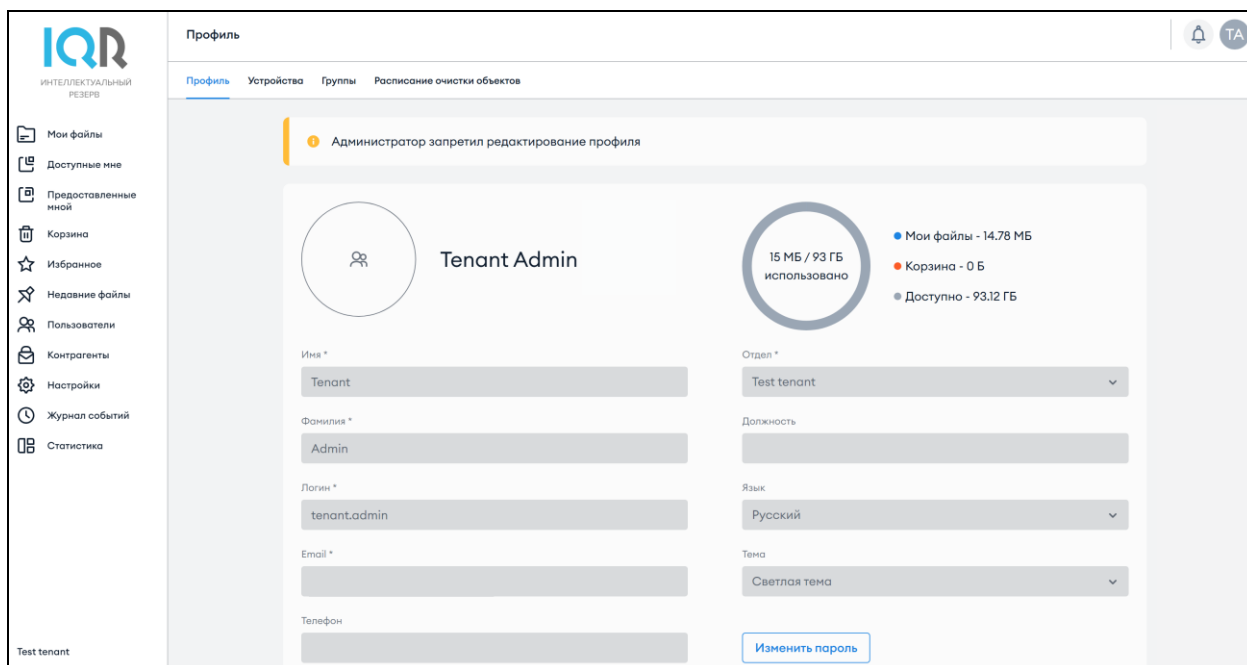 IQR
ИНТЕЛЛЕКТУАЛЬНЫЙ
РЕЗЕРВ
Мои файлы
Доступные мне
Предоставленные
мной
Корзина
Избранное
Недавние файлы
Пользователи
Контрагенты
Настройки
Журнал событий
Статистика
Test tenant
Профиль
TA
Профиль
Устройства
Группы
Расписание очистки объектов
Администратор запретил редактирование профиля
Tenant Admin
15 МБ / 93 ГБ
использовано
Мои файлы - 14.78 МБ
Корзина - 0 Б
Доступно - 93.12 ГБ
Имя *
Tenant
Фамилия *
Admin
Логин *
tenant.admin
Email *
Телефон
Отдел *
Test tenant
Должность
Язык
Русский
Тема
Светлая тема
Изменить пароль